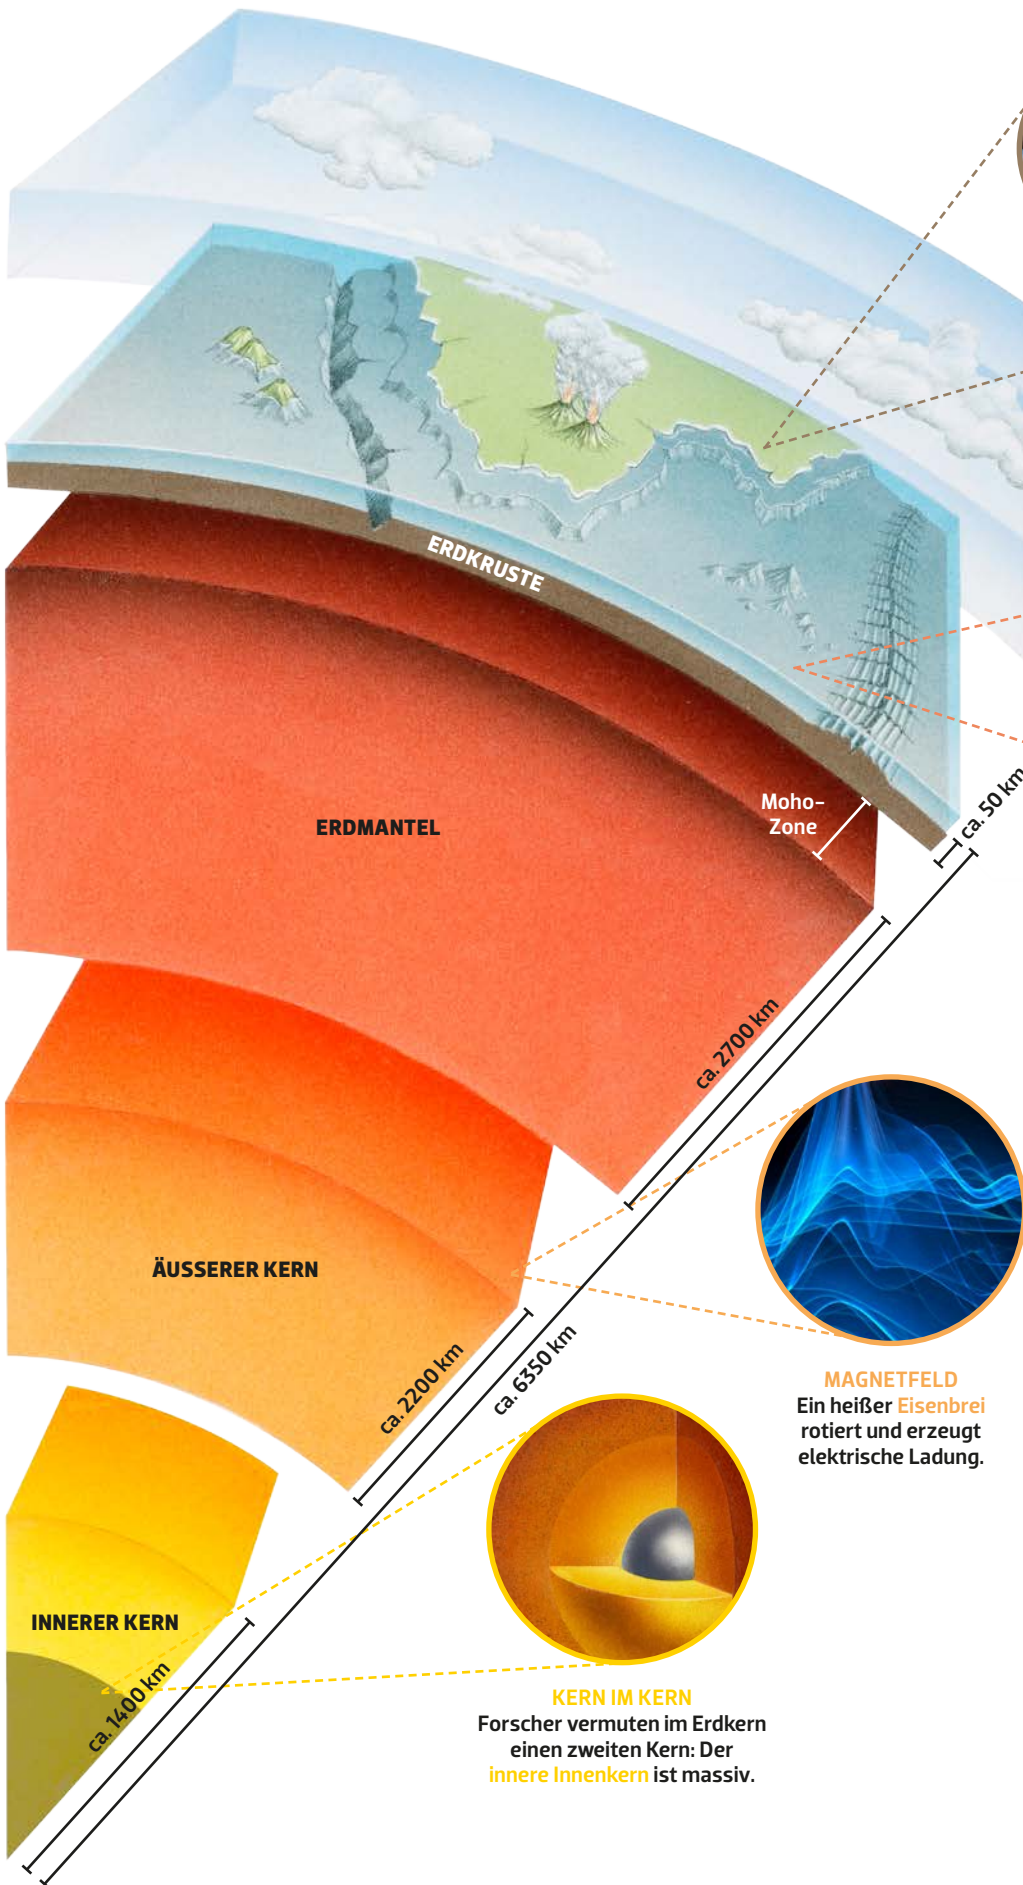 ERDKRUSTE
Moho-
Zone
ca. 50 km
ERDMANTEL
ca. 2700 km
ÄUSSERER KERN
ca. 2200 km
ca. 6350 km
MAGNETFELD
Ein heißer Eisenbrei
rotiert und erzeugt
elektrische Ladung.
INNERER KERN
ca. 1400 km
KERN IM KERN
Forscher vermuten im Erdkern
einen zweiten Kern: Der
innere Innenkern ist massiv.